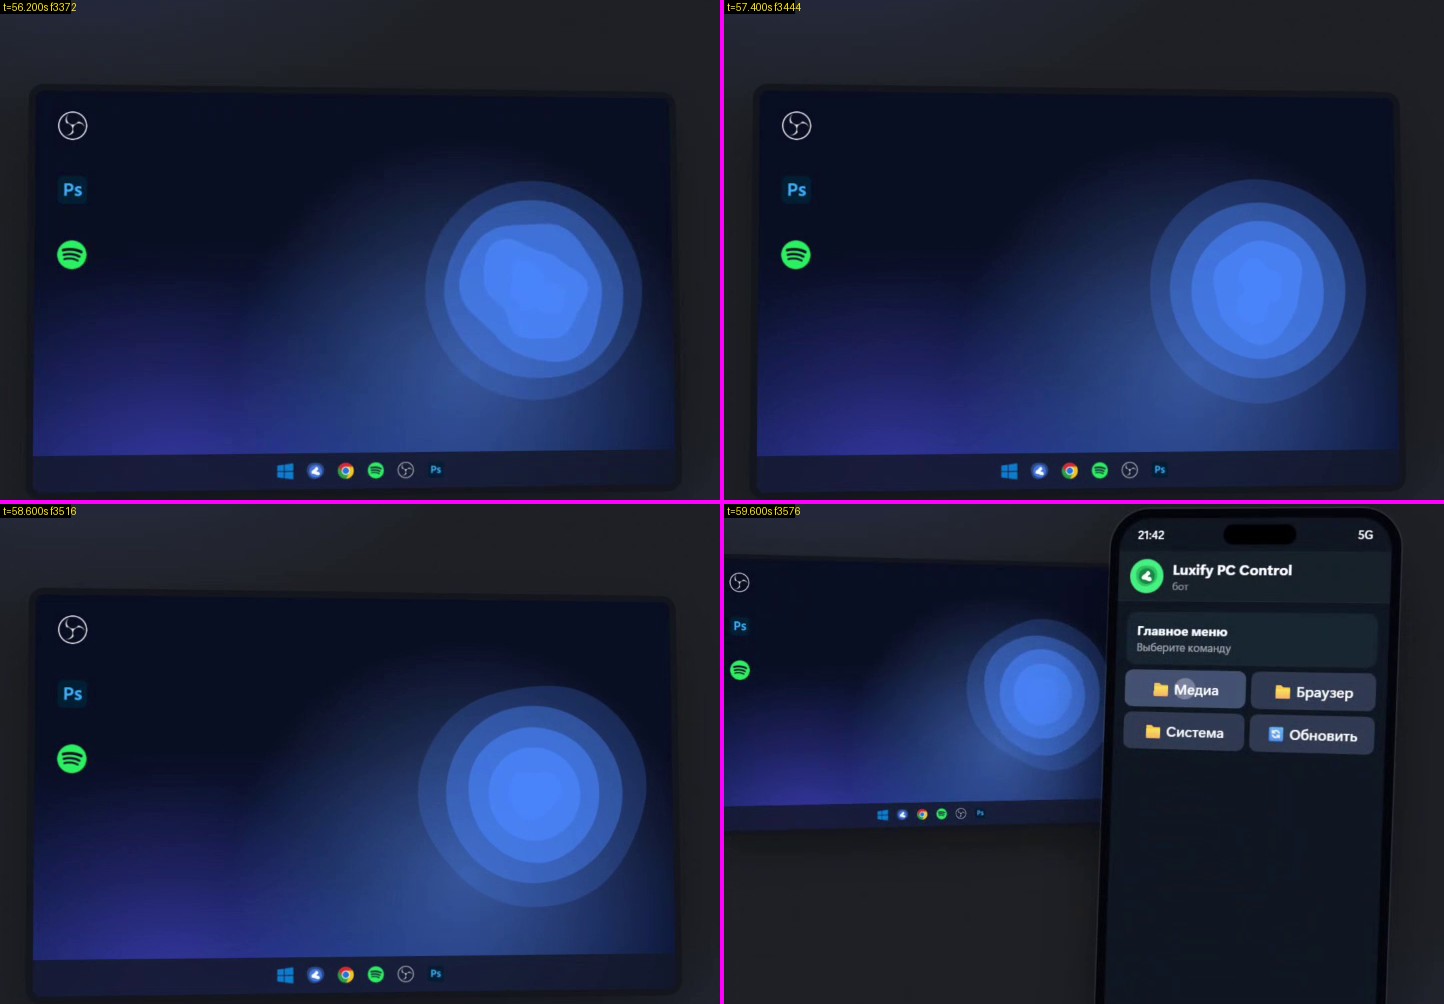 t=56.200s f3372
Ps
Ps
t=57.400s f3444
Ps
Ps
t=58.600s f3516
Ps
Ps
t=59.600s f3576
Ps
Ps
21:42
5G
Luxify PC Control
бот
Главное меню
Выберите команду
Медиа
Браузер
Система
Обновить